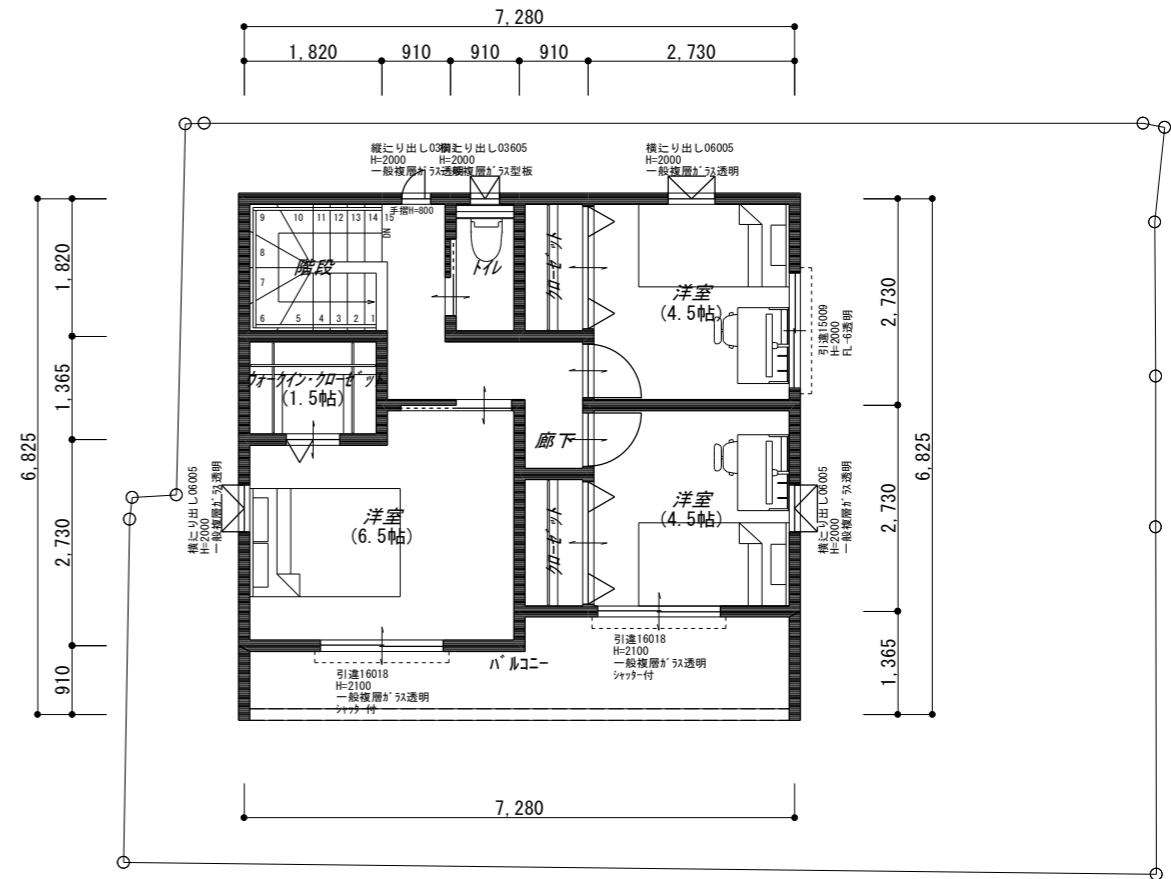 7,280
1,820
910
910
910
2,730
縦辷り出し03
H=2000
一般複層ｶﾞﾗｽ透明
横辷り出し03605
H=2000
一般複層ｶﾞﾗｽ型板
横辷り出し06005
H=2000
一般複層ｶﾞﾗｽ透明
手摺H=800
9
10
11
12
13
14
15
DN
8
7
6
5
4
3
2
1
階段
ﾄｲﾚ
ｸﾛｰｾﾞｯﾄ
洋室
(4.5帖)
引違15009
H=2000
FL-6透明
6,825
1,820
1,365
2,730
910
2,730
2,730
1,365
6,825
ｳｫｰｸｲﾝ･ｸﾛｰｾﾞｯﾄ
(1.5帖)
廊下
横辷り出し06005
H=2000
一般複層ｶﾞﾗｽ透明
洋室
(6.5帖)
ｸﾛｰｾﾞｯﾄ
洋室
(4.5帖)
横辷り出し06005
H=2000
一般複層ｶﾞﾗｽ透明
引違16018
H=2100
一般複層ｶﾞﾗｽ透明
ｼｬｯﾀｰ付
ﾊﾞﾙｺﾆｰ
引違16018
H=2100
一般複層ｶﾞﾗｽ透明
ｼｬｯﾀｰ付
7,280